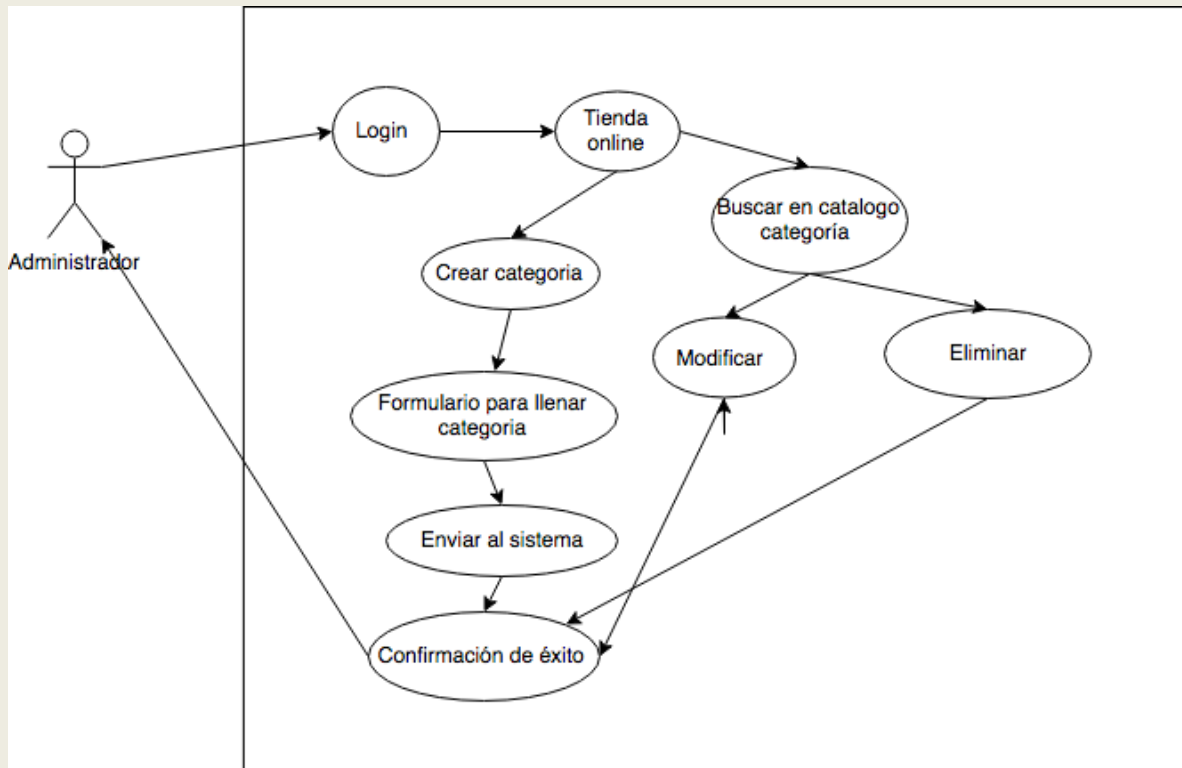 Login
Tienda
online
Buscar en catalogo
categoría
Administrador
Crear categoria
Modificar
Eliminar
Formulario para llenar
categoria
Enviar al sistema
Confirmación de éxito